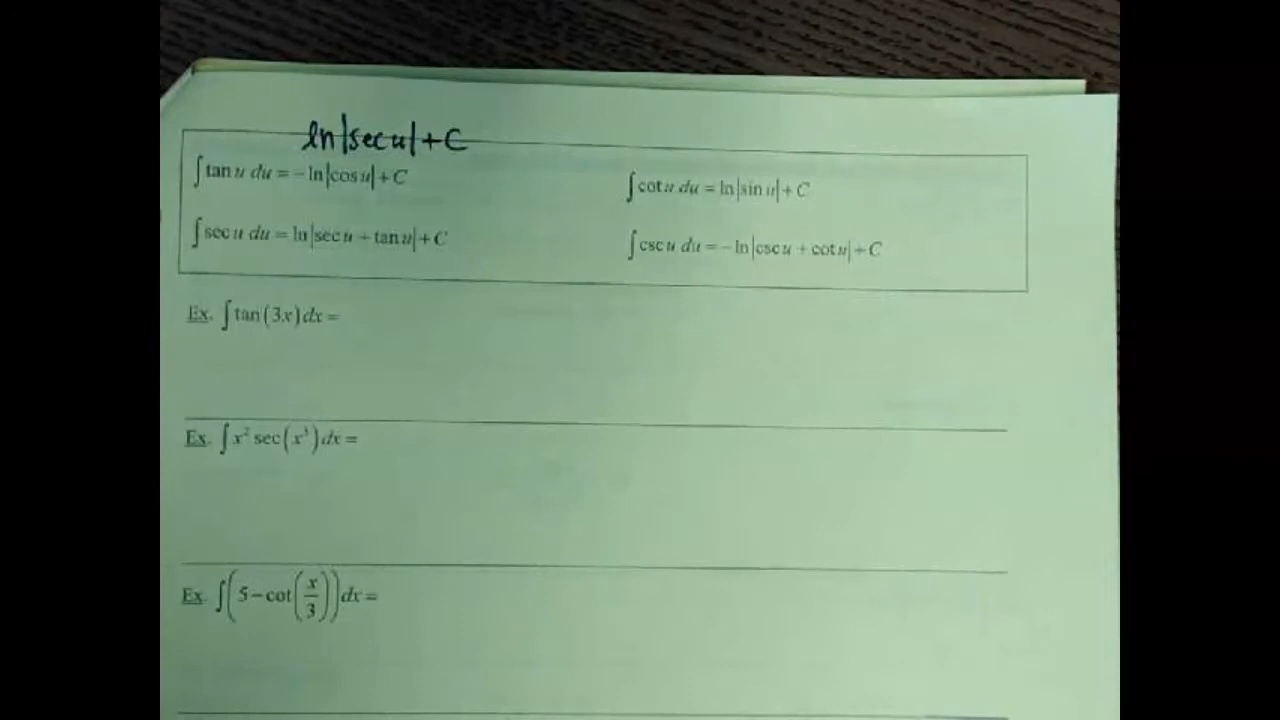 ln|sec u|+C
∫tan u du = −ln|cos u| + C
∫cot u du = ln|sin u| + C
∫sec u du = ln|sec u + tan u| + C
∫csc u du = −ln|csc u + cot u| + C
Ex. ∫tan(3x)dx =
Ex. ∫x² sec(x³)dx =
Ex. ∫(5−cot(x/3))dx =